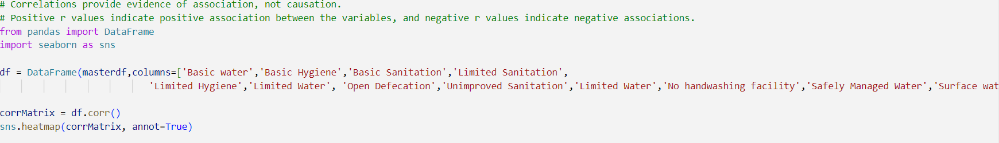 # Correlations provide evidence of association, not causation.
# Positive r values indicate positive association between the variables, and negative r values indicate negative associations.
from pandas import DataFrame
import seaborn as sns
df = DataFrame(masterdf,columns=['Basic water','Basic Hygiene','Basic Sanitation','Limited Sanitation',
'Limited Hygiene','Limited Water', 'Open Defecation','Unimproved Sanitation','Limited Water','No handwashing facility','Safely Managed Water','Surface wat
corrMatrix = df.corr()
sns.heatmap(corrMatrix, annot=True)